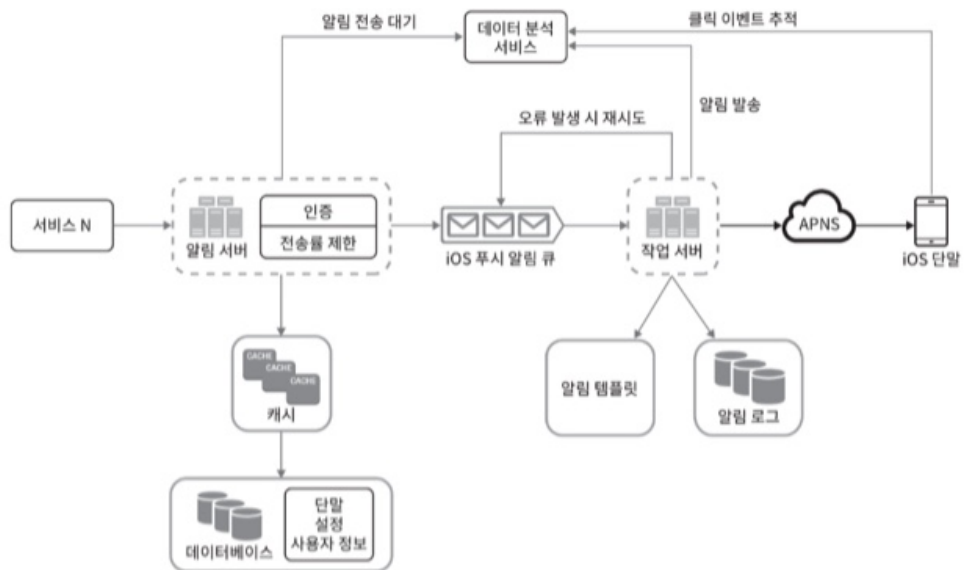 알림 전송 대기
데이터 분석
서비스
클릭 이벤트 추적
알림 발송
오류 발생 시 재시도
서비스 N
알림 서버
인증
전송률 제한
iOS 푸시 알림 큐
작업 서버
APNS
iOS 단말
CACHE
CACHE
CACHE
캐시
알림 템플릿
알림 로그
데이터베이스
단말
설정
사용자 정보